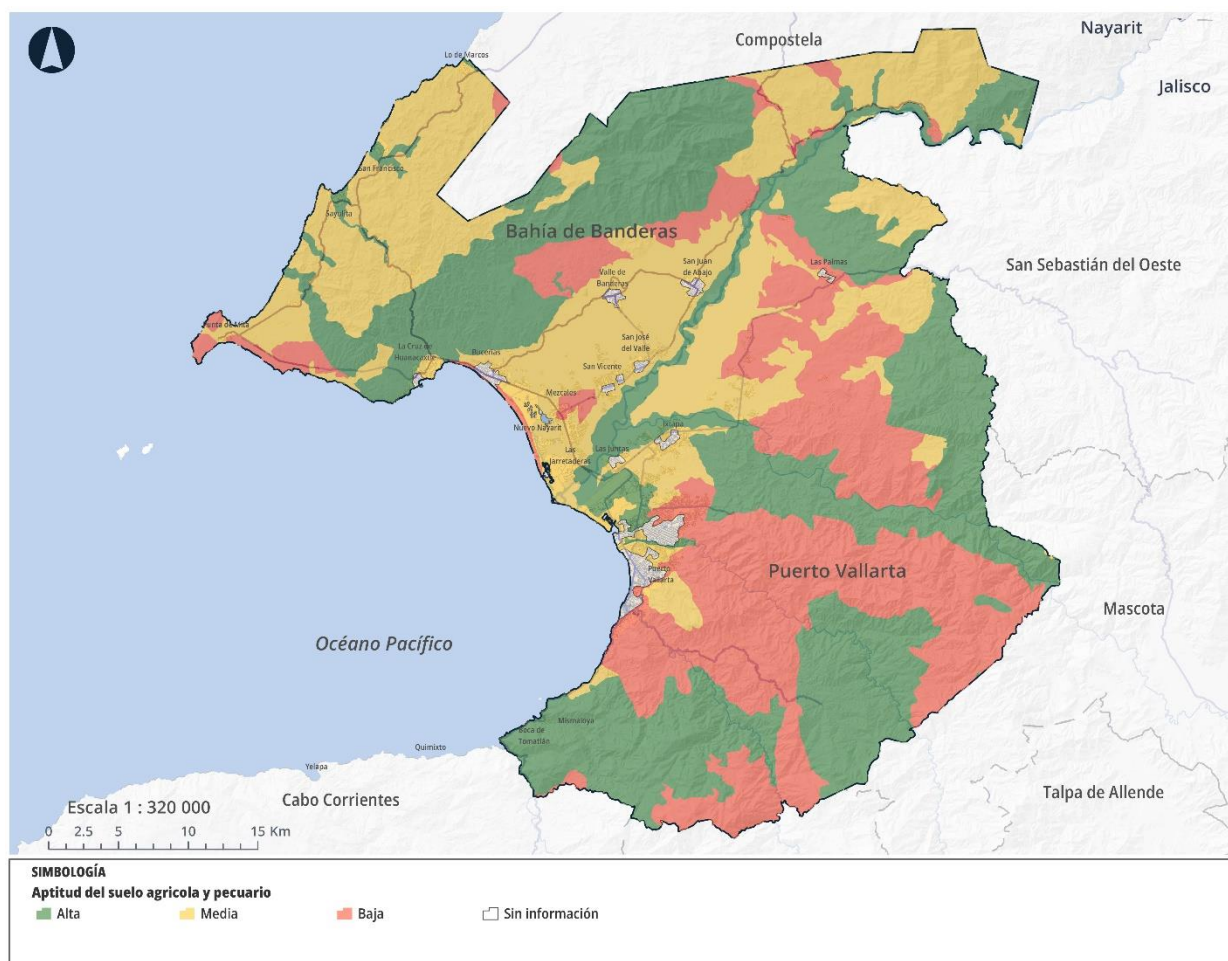 Compostela
Nayarit
Jalisco
Lo de Marcos
San Francisco
Sayulita
Bahía de Banderas
San Juan
de Abajo
Las Palmas
San Sebastián del Oeste
Valle de
Banderas
Punta de Mita
San José
del Valle
La Cruz de
Huanacaxtle
Bucerías
San Vicente
Mezcales
Nuevo Nayarit
Ixtapa
Las
Jarretaderas
Las Juntas
Puerto
Vallarta
Puerto Vallarta
Mascota
Océano Pacífico
Mismaloya
Boca de
Tomatlán
Quimixto
Yelapa
Cabo Corrientes
Talpa de Allende
Escala 1 : 320 000
0 2.5 5 10 15 Km
SIMBOLOGÍA
Aptitud del suelo agricola y pecuario
Alta
Media
Baja
Sin información